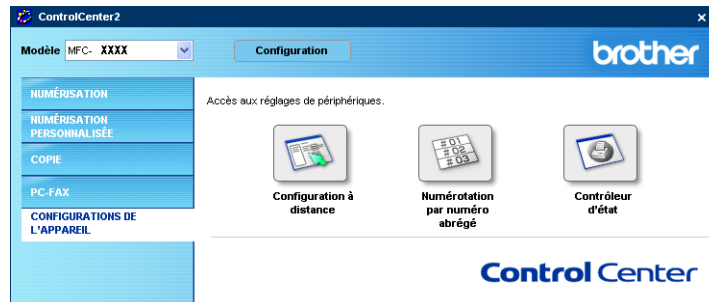 ControlCenter2
Modèle MFC- XXXX
Configuration
brother
NUMÉRISATION
NUMÉRISATION
PERSONNALISÉE
COPIE
PC-FAX
CONFIGURATIONS DE
L'APPAREIL
Accès aux réglages de périphériques.
# 01
# 02
# 03
Configuration à
distance
Numérotation
par numéro
abrégé
Contrôleur
d'état
Control Center